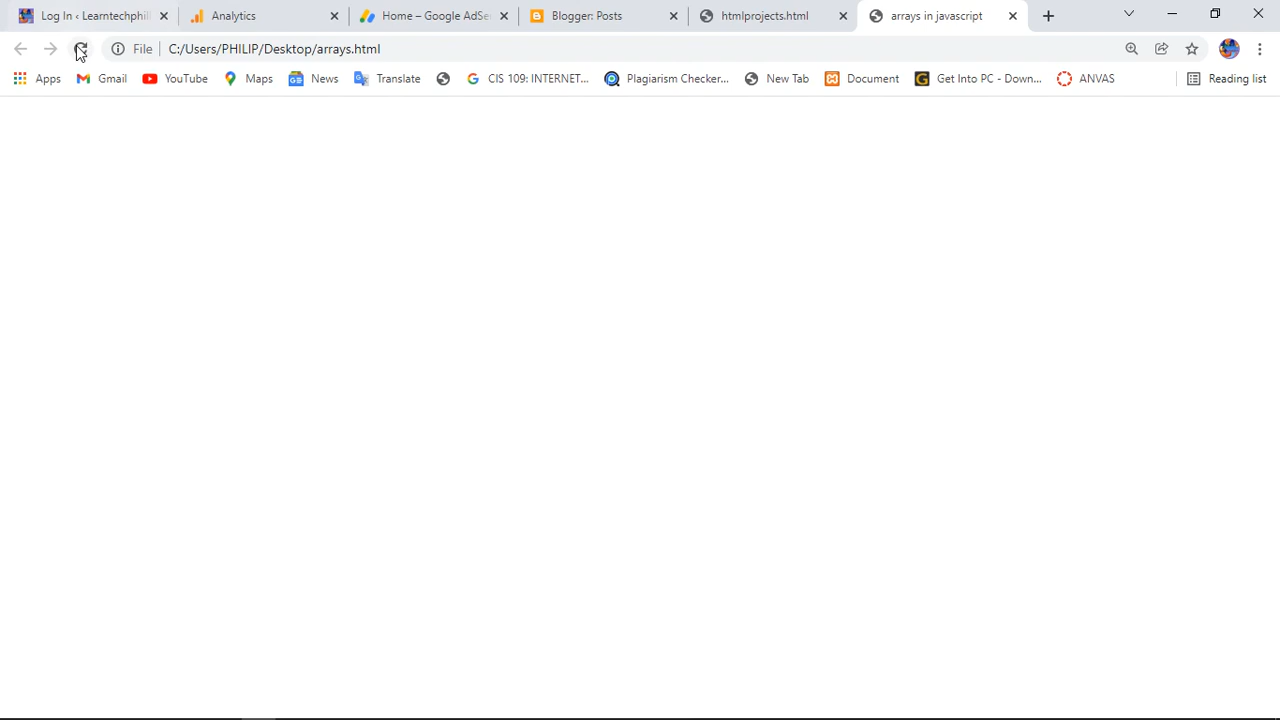 Log In ‹ Learntechphil
Analytics
Home – Google AdSe
Blogger: Posts
htmlprojects.html
arrays in javascript
File
C:/Users/PHILIP/Desktop/arrays.html
Apps
Gmail
YouTube
Maps
News
Translate
CIS 109: INTERNET...
Plagiarism Checker...
New Tab
Document
Get Into PC - Down...
ANVAS
Reading list